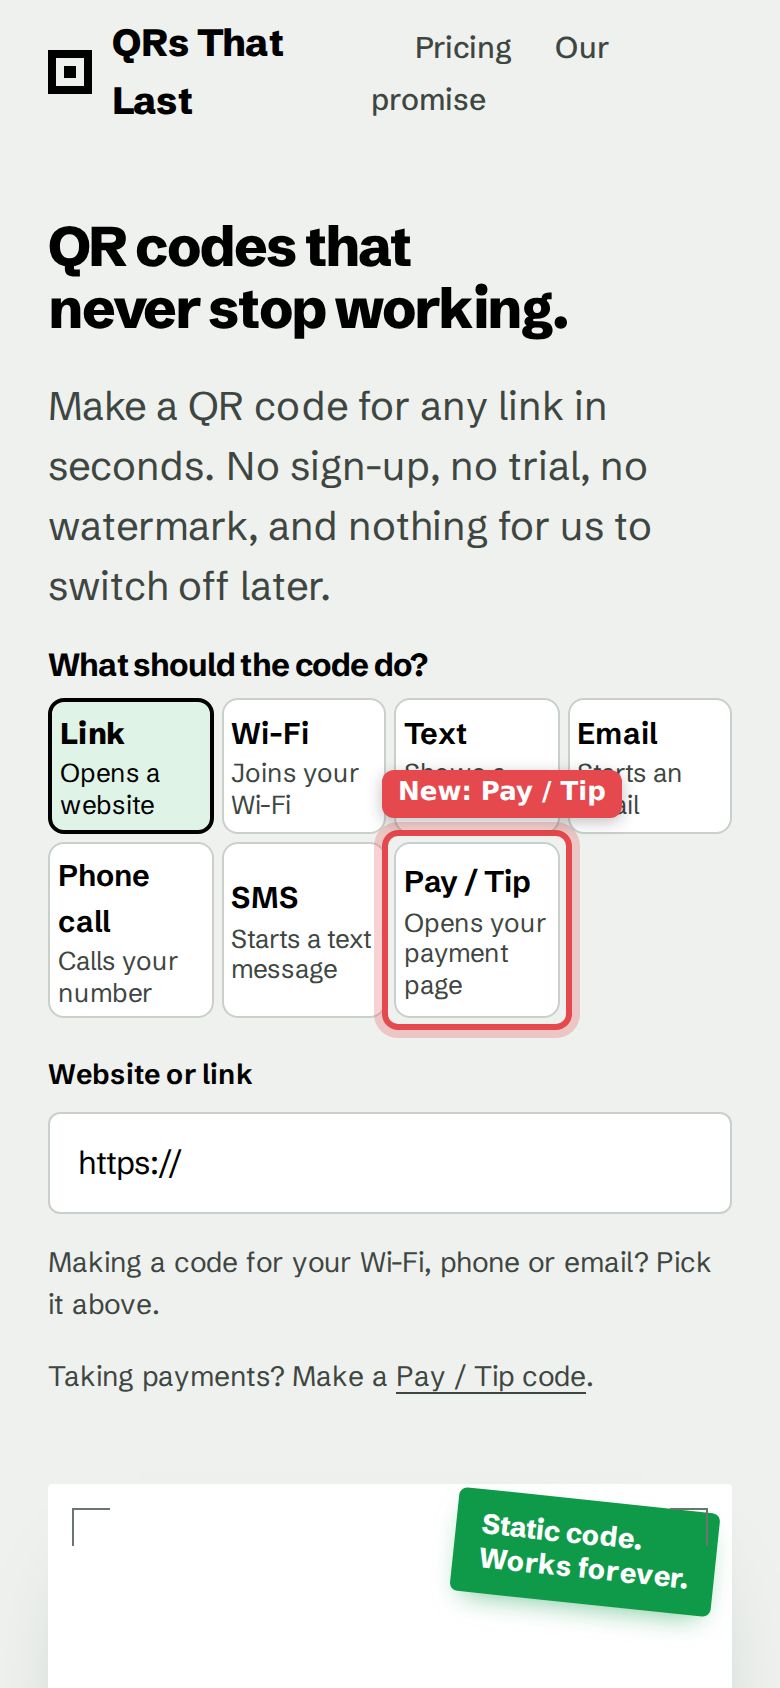 QRs That
Last
Pricing Our
promise
QR codes that
never stop working.
Make a QR code for any link in
seconds. No sign-up, no trial, no
watermark, and nothing for us to
switch off later.
What should the code do?
Link
Opens a
website
Wi-Fi
Joins your
Wi-Fi
Text
Email
an
New: Pay / Tip
Phone
call
Calls your
number
SMS
Starts a text
message
Pay / Tip
Opens your
payment
page
Website or link
https://
Making a code for your Wi-Fi, phone or email? Pick
it above.
Taking payments? Make a Pay / Tip code.
Static code.
Works forever.